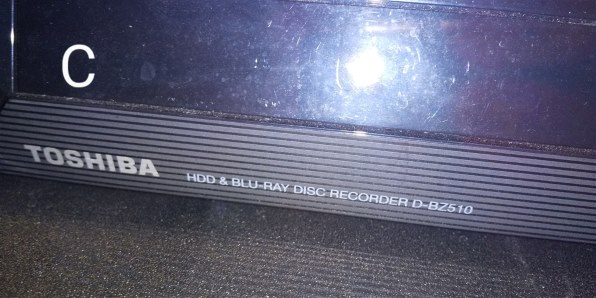 C
TOSHIBA
HDD & BLU-RAY DISC RECORDER D-BZ510